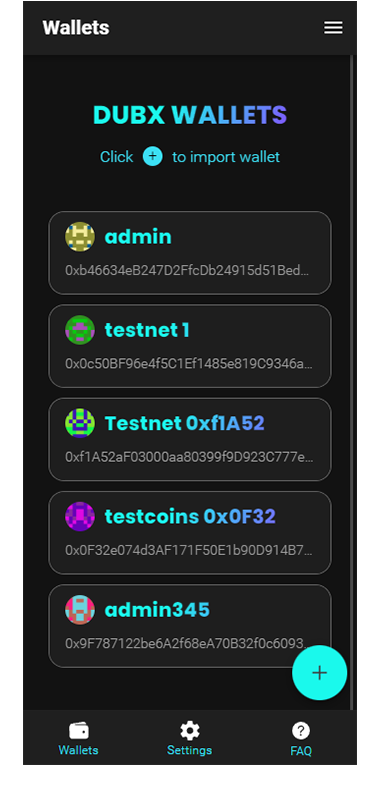 Wallets
DUBX WALLETS
Click + to import wallet
admin
0xb46634eB247D2FfcDb24915d51Bed...
testnet 1
0x0c50BF96e4f5C1Ef1485e819C9346a...
Testnet 0xf1A52
0xf1A52aF03000aa80399f9D923C777e...
testcoins 0x0F32
0x0F32e074d3AF171F50E1b90D914B7...
admin345
0x9F787122be6A2f68eA70B32f0c6093...
+
Wallets Settings FAQ